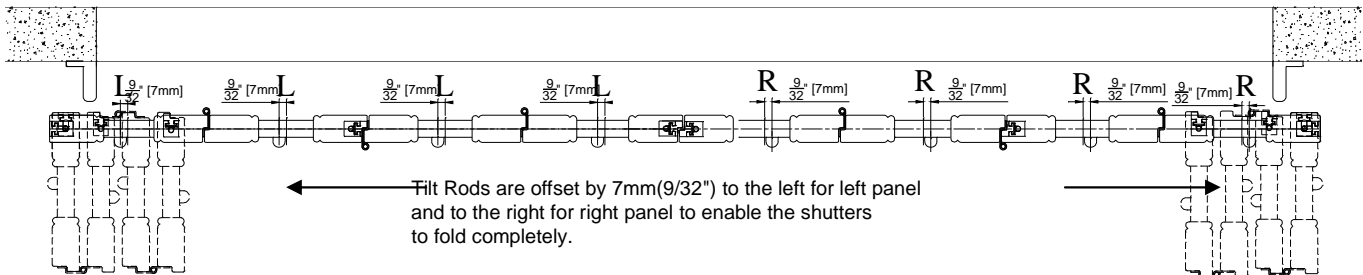 L L L L R R R R
9/32" [7mm] 9/32" [7mm] 9/32" [7mm] 9/32" [7mm] 9/32" [7mm] 9/32" [7mm] 9/32" [7mm] 9/32" [7mm]
Tilt Rods are offset by 7mm(9/32") to the left for left panel
and to the right for right panel to enable the shutters
to fold completely.